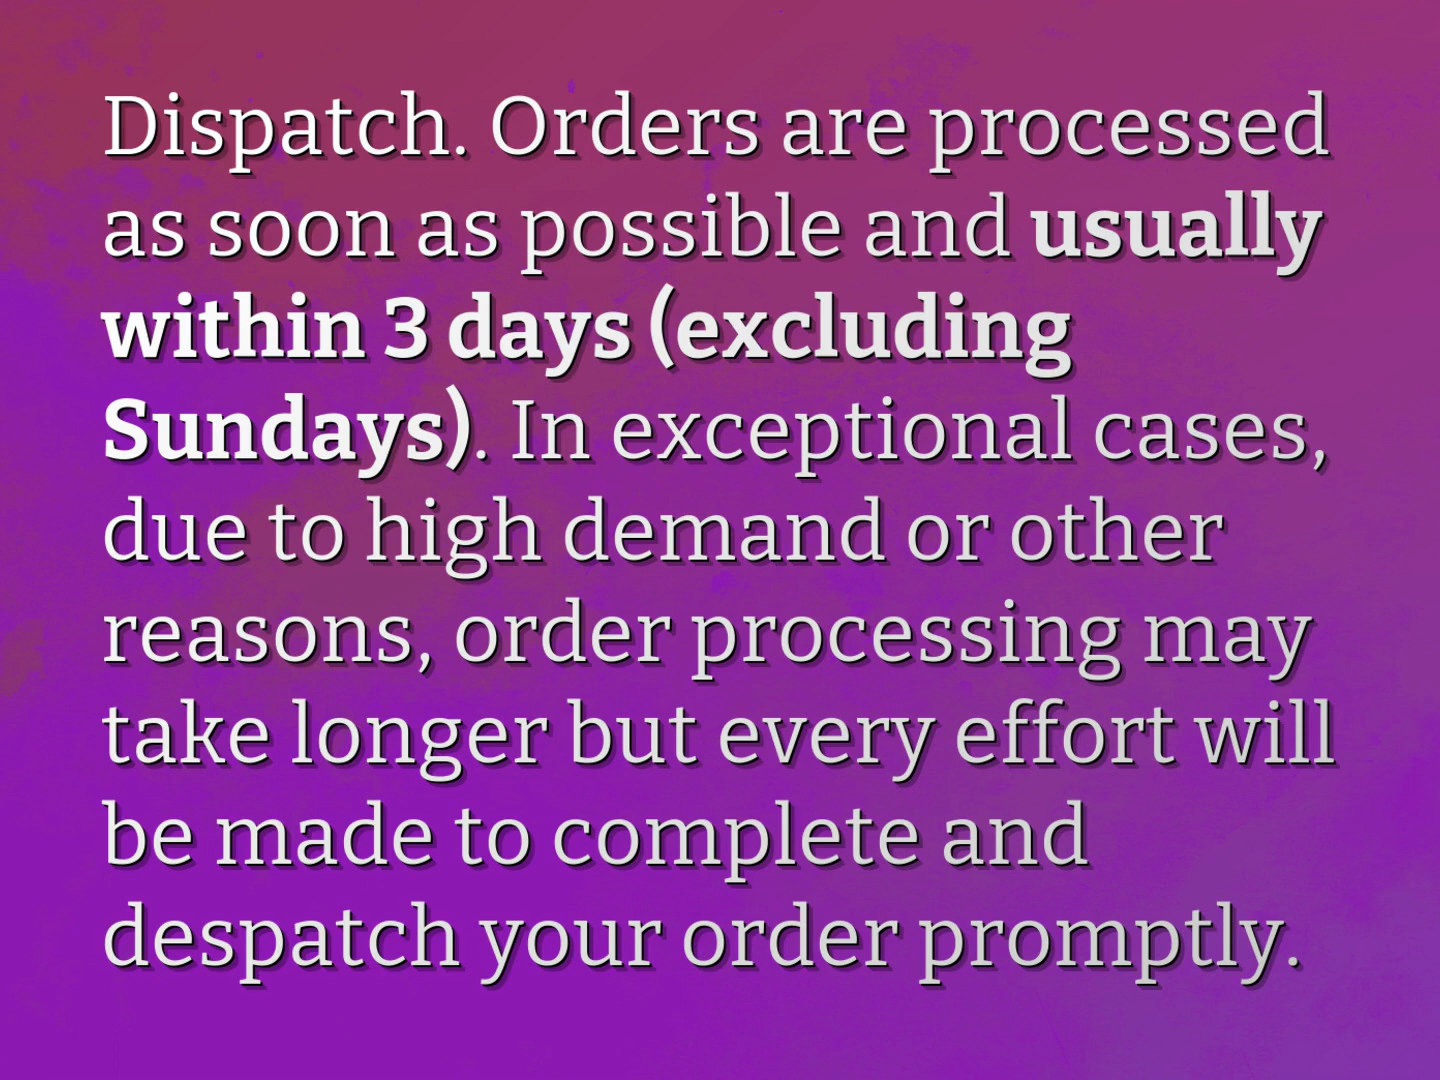 Dispatch. Orders are processed
as soon as possible and usually
within 3 days (excluding
Sundays). In exceptional cases,
due to high demand or other
reasons, order processing may
take longer but every effort will
be made to complete and
despatch your order promptly.